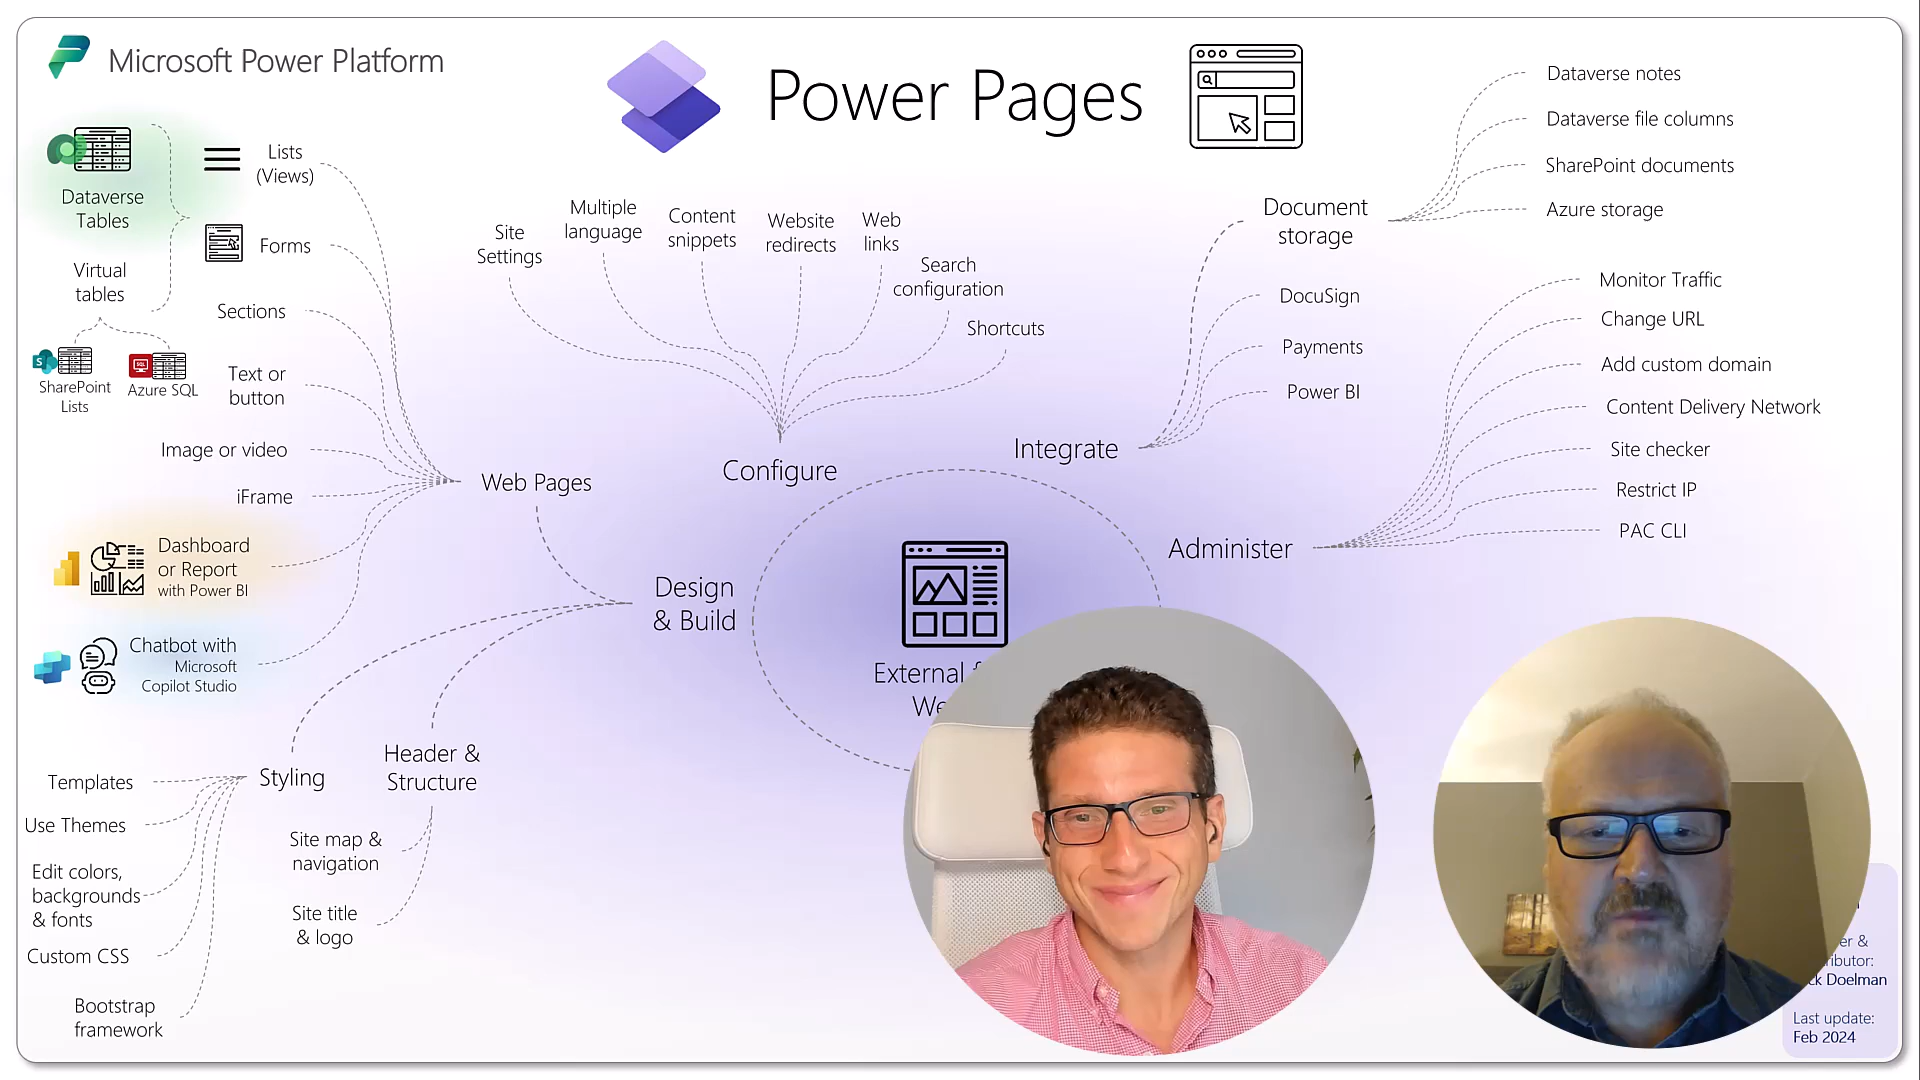 Microsoft Power Platform
Power Pages
Dataverse
Tables
Virtual
tables
SharePoint
Lists
Azure SQL
Lists
(Views)
Forms
Sections
Text or
button
Image or video
iFrame
Dashboard
or Report
with Power BI
Chatbot with
Microsoft
Copilot Studio
Web Pages
Design
& Build
Styling
Templates
Use Themes
Edit colors,
backgrounds
& fonts
Custom CSS
Bootstrap
framework
Header &
Structure
Site map &
navigation
Site title
& logo
Site
Settings
Multiple
language
Content
snippets
Website
redirects
Web
links
Search
configuration
Shortcuts
Configure
External
Integrate
Document
storage
Dataverse notes
Dataverse file columns
SharePoint documents
Azure storage
DocuSign
Payments
Power BI
Administer
Monitor Traffic
Change URL
Add custom domain
Content Delivery Network
Site checker
Restrict IP
PAC CLI
&
Doelman
Last update:
Feb 2024